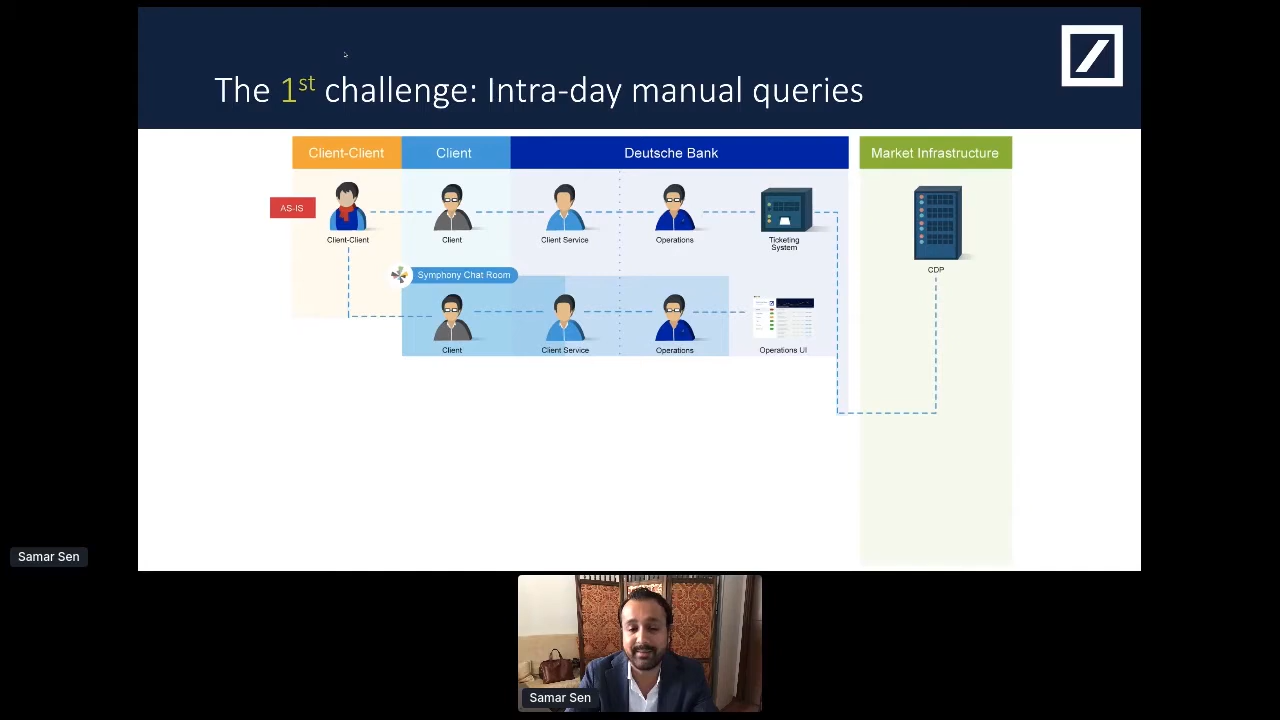 The 1st challenge: Intra-day manual queries
Client-Client
Client
Deutsche Bank
Market Infrastructure
AS-IS
Client-Client
Client
Client Service
Operations
Ticketing
System
CDP
Symphony Chat Room
Client
Client Service
Operations
Operations UI
Samar Sen
Samar Sen